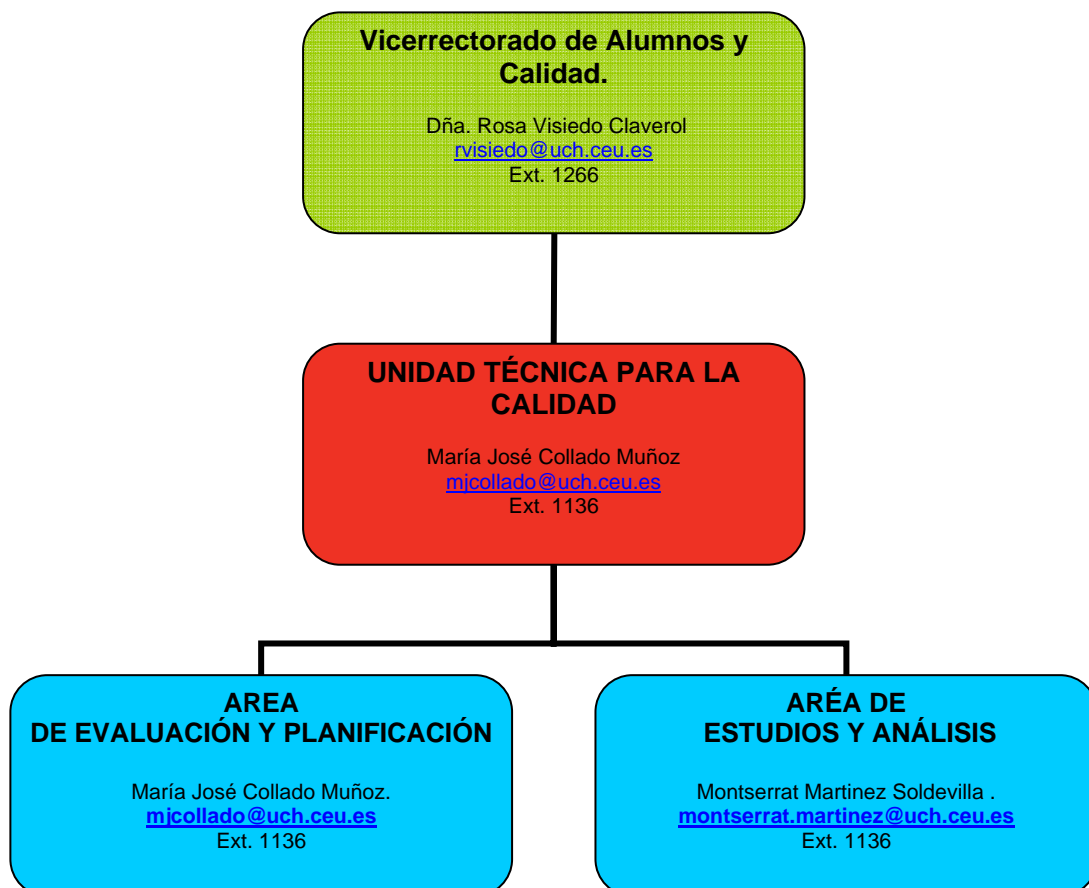 Vicerrectorado de Alumnos y
Calidad.
Dña. Rosa Visiedo Claverol
rvisiedo@uch.ceu.es
Ext. 1266
UNIDAD TÉCNICA PARA LA
CALIDAD
María José Collado Muñoz
mjcollado@uch.ceu.es
Ext. 1136
AREA
DE EVALUACIÓN Y PLANIFICACIÓN
María José Collado Muñoz.
mjcollado@uch.ceu.es
Ext. 1136
ARÉA DE
ESTUDIOS Y ANÁLISIS
Montserrat Martinez Soldevilla .
montserrat.martinez@uch.ceu.es
Ext. 1136